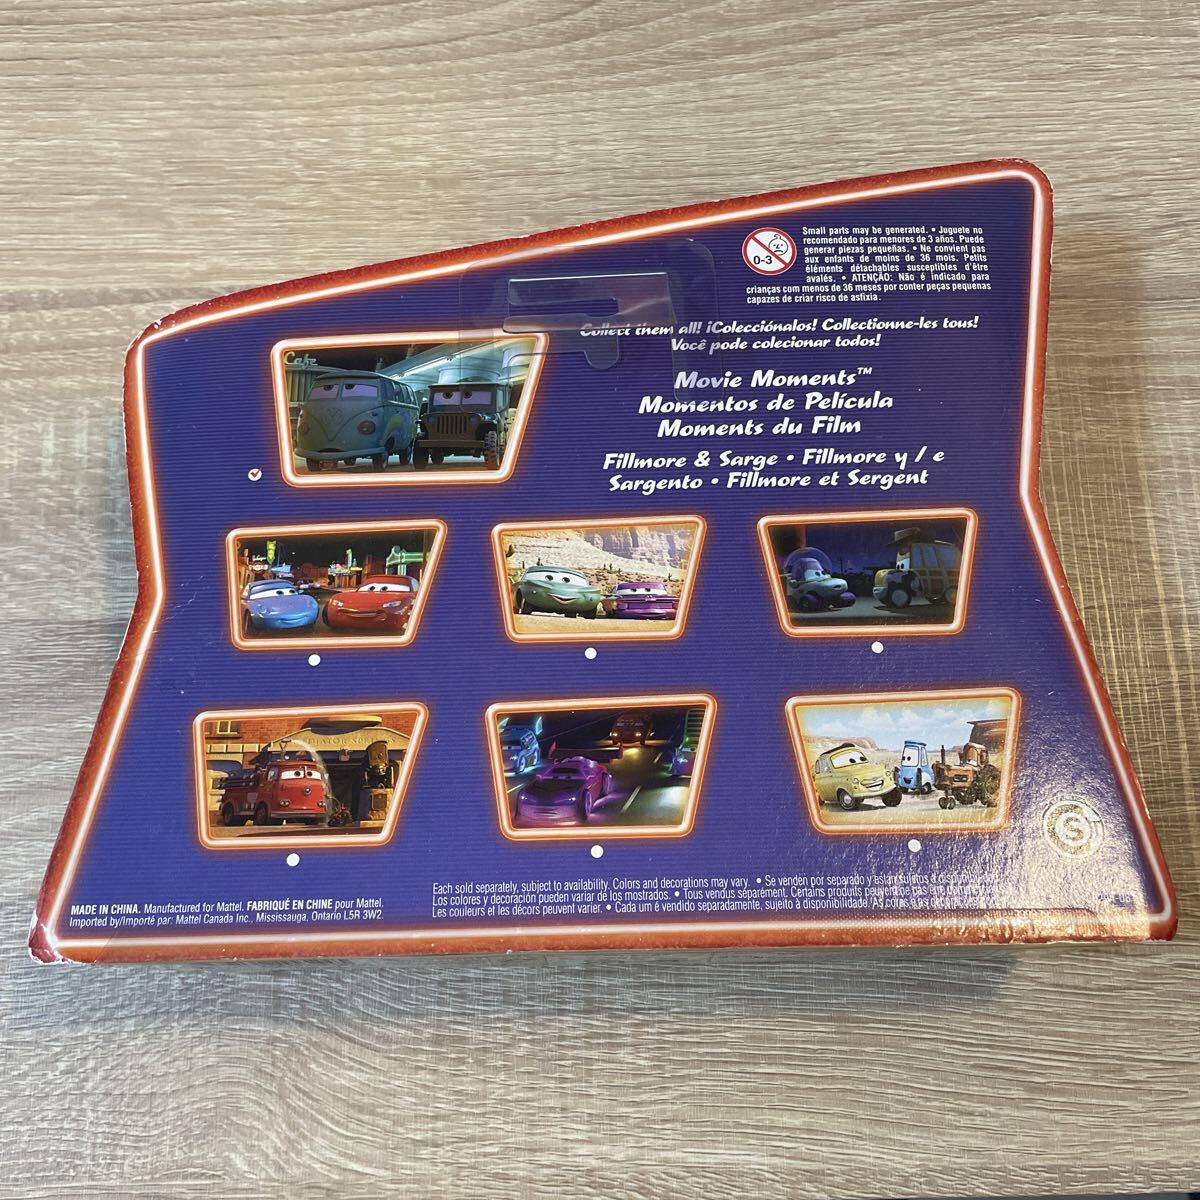 0-3
Small parts may be generated. • Juguete no
recomendado para menores de 3 años. Puede
generar piezas pequeñas. • Ne convient pas
aux enfants de moins de 36 mois. Petits
éléments détachables susceptibles d'être
avalés. • ATENÇÃO: Não é indicado para
crianças com menos de 36 meses por conter peças pequenas
capazes de criar risco de asfixia.
Collect them all! ¡Colecciónalos! Collectionne-les tous!
Você pode colecionar todos!
Cafe
Movie Moments™
Momentos de Película
Moments du Film
Fillmore & Sarge • Fillmore y / e
Sargento • Fillmore et Sergent
S
Each sold separately, subject to availability. Colors and decorations may vary. • Se venden por separado y están sujetos a
Los colores y decoración pueden variar de los mostrados. • Tous vendus séparément. Certains produits peuvent ne pas être
Les couleurs et les décors peuvent varier. • Cada um é vendido separadamente, sujeito à disponibilidade. As cores e as
MADE IN CHINA. Manufactured for Mattel. FABRIQUÉ EN CHINE pour Mattel.
Imported by/Importé par: Mattel Canada Inc., Mississauga, Ontario L5R 3W2.